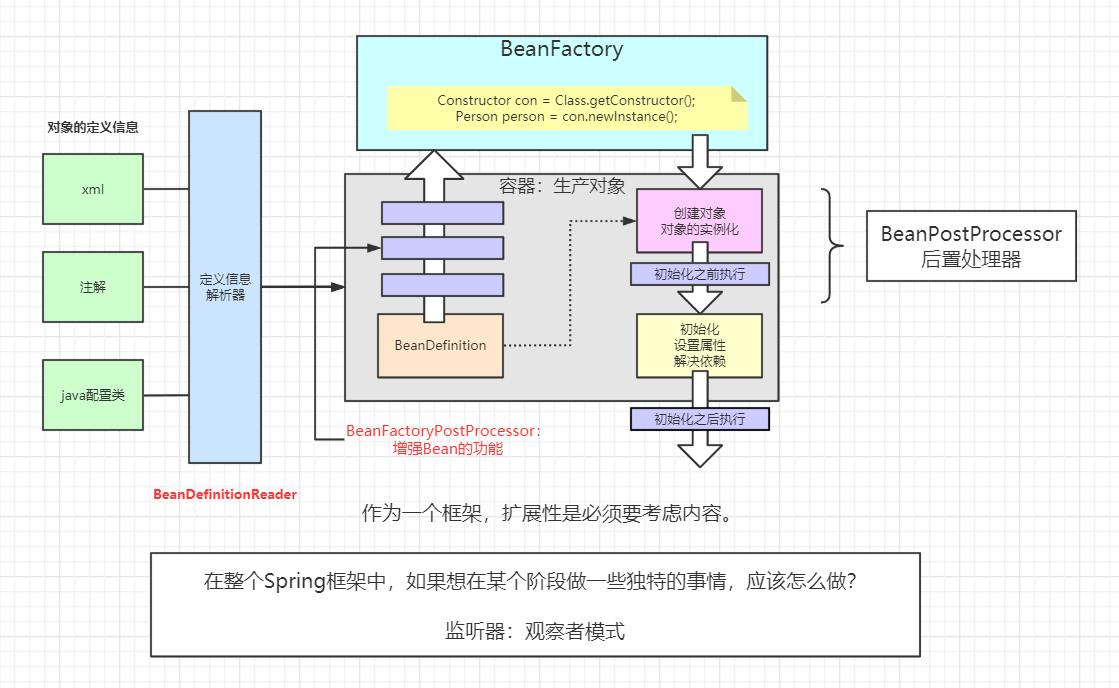 BeanFactory
Constructor con = Class.getConstructor();
Person person = con.newInstance();
对象的定义信息
xml
注解
java配置类
定义信息
解析器
BeanDefinitionReader
容器：生产对象
BeanDefinition
BeanFactoryPostProcessor：
增强Bean的功能
创建对象
对象的实例化
初始化之前执行
初始化
设置属性
解决依赖
初始化之后执行
BeanPostProcessor
后置处理器
作为一个框架，扩展性是必须要考虑内容。
在整个Spring框架中，如果想在某个阶段做一些独特的事情，应该怎么做？
监听器：观察者模式